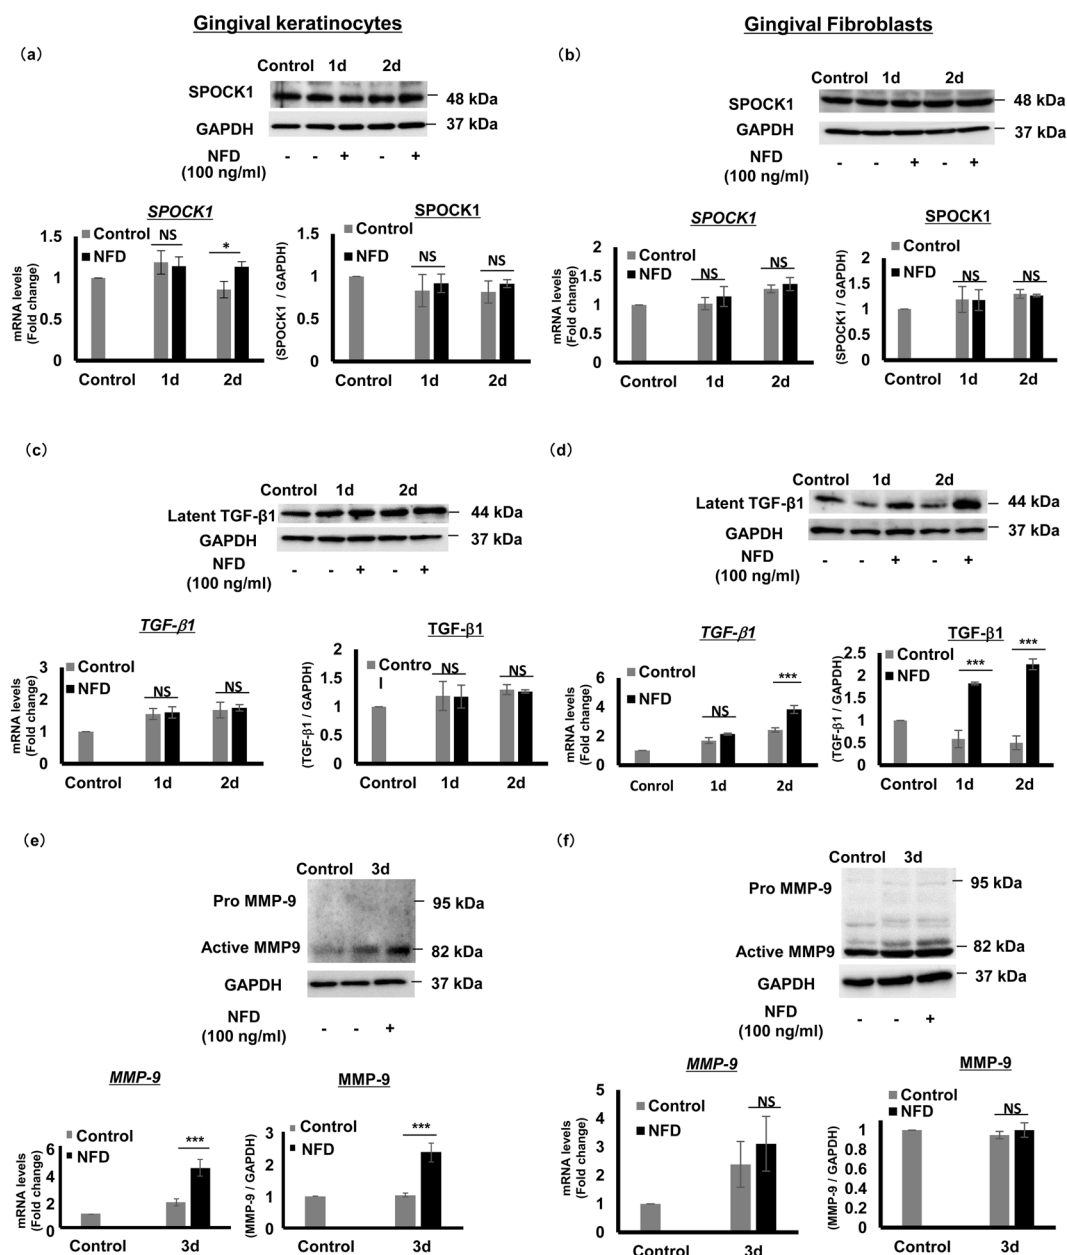 Gingival keratinocytes
Gingival Fibroblasts
(a)
Control 1d 2d
SPOCK1
48 kDa
GAPDH
37 kDa
NFD
(100 ng/ml)
- - + - +
SPOCK1
Control
NFD
NS
*
mRNA levels
(Fold change)
1.5
1
0.5
0
Control 1d 2d
SPOCK1
Control
NFD
NS NS
(SPOCK1 / GAPDH)
1.5
1
0.5
0
Control 1d 2d
(b)
Control 1d 2d
SPOCK1
48 kDa
GAPDH
37 kDa
NFD
(100 ng/ml)
- - + - +
SPOCK1
Control
NFD
NS
NS
mRNA levels
(Fold change)
2
1.5
1
0.5
0
Control 1d 2d
SPOCK1
Control
NFD
NS NS
(SPOCK1 / GAPDH)
2
1.5
1
0.5
0
Control 1d 2d
(c)
Control 1d 2d
Latent TGF-β1
44 kDa
GAPDH
37 kDa
NFD
(100 ng/ml)
- - + - +
TGF-β1
Control
NFD
NS NS
mRNA levels
(Fold change)
3
2
1
0
Control 1d 2d
TGF-β1
Contro
l
NS NS
(TGF-β1 / GAPDH)
2
1.5
1
0.5
0
Control 1d 2d
(d)
Control 1d 2d
Latent TGF-β1
44 kDa
GAPDH
37 kDa
NFD
(100 ng/ml)
- - + - +
TGF-β1
Control
NFD
NS
***
mRNA levels
(Fold change)
6
4
2
0
Conrol 1d 2d
TGF-β1
Control
NFD
***
***
(TGF-β1 / GAPDH)
2.5
2
1.5
1
0.5
0
Control 1d 2d
(e)
Control 3d
Pro MMP-9
95 kDa
Active MMP9
82 kDa
GAPDH
37 kDa
NFD
(100 ng/ml)
- - +
MMP-9
Control
NFD
***
mRNA levels
(Fold change)
6
4
2
0
Control 3d
MMP-9
Control
NFD
***
(MMP-9 / GAPDH)
3
2
1
0
Control 3d
(f)
Control 3d
Pro MMP-9
95 kDa
Active MMP9
82 kDa
GAPDH
37 kDa
NFD
(100 ng/ml)
- - +
MMP-9
Control
NFD
NS
mRNA levels
(Fold change)
5
4
3
2
1
0
Control 3d
MMP-9
Control
NFD
NS
(MMP-9 / GAPDH)
1
0.8
0.6
0.4
0.2
0
Control 3d